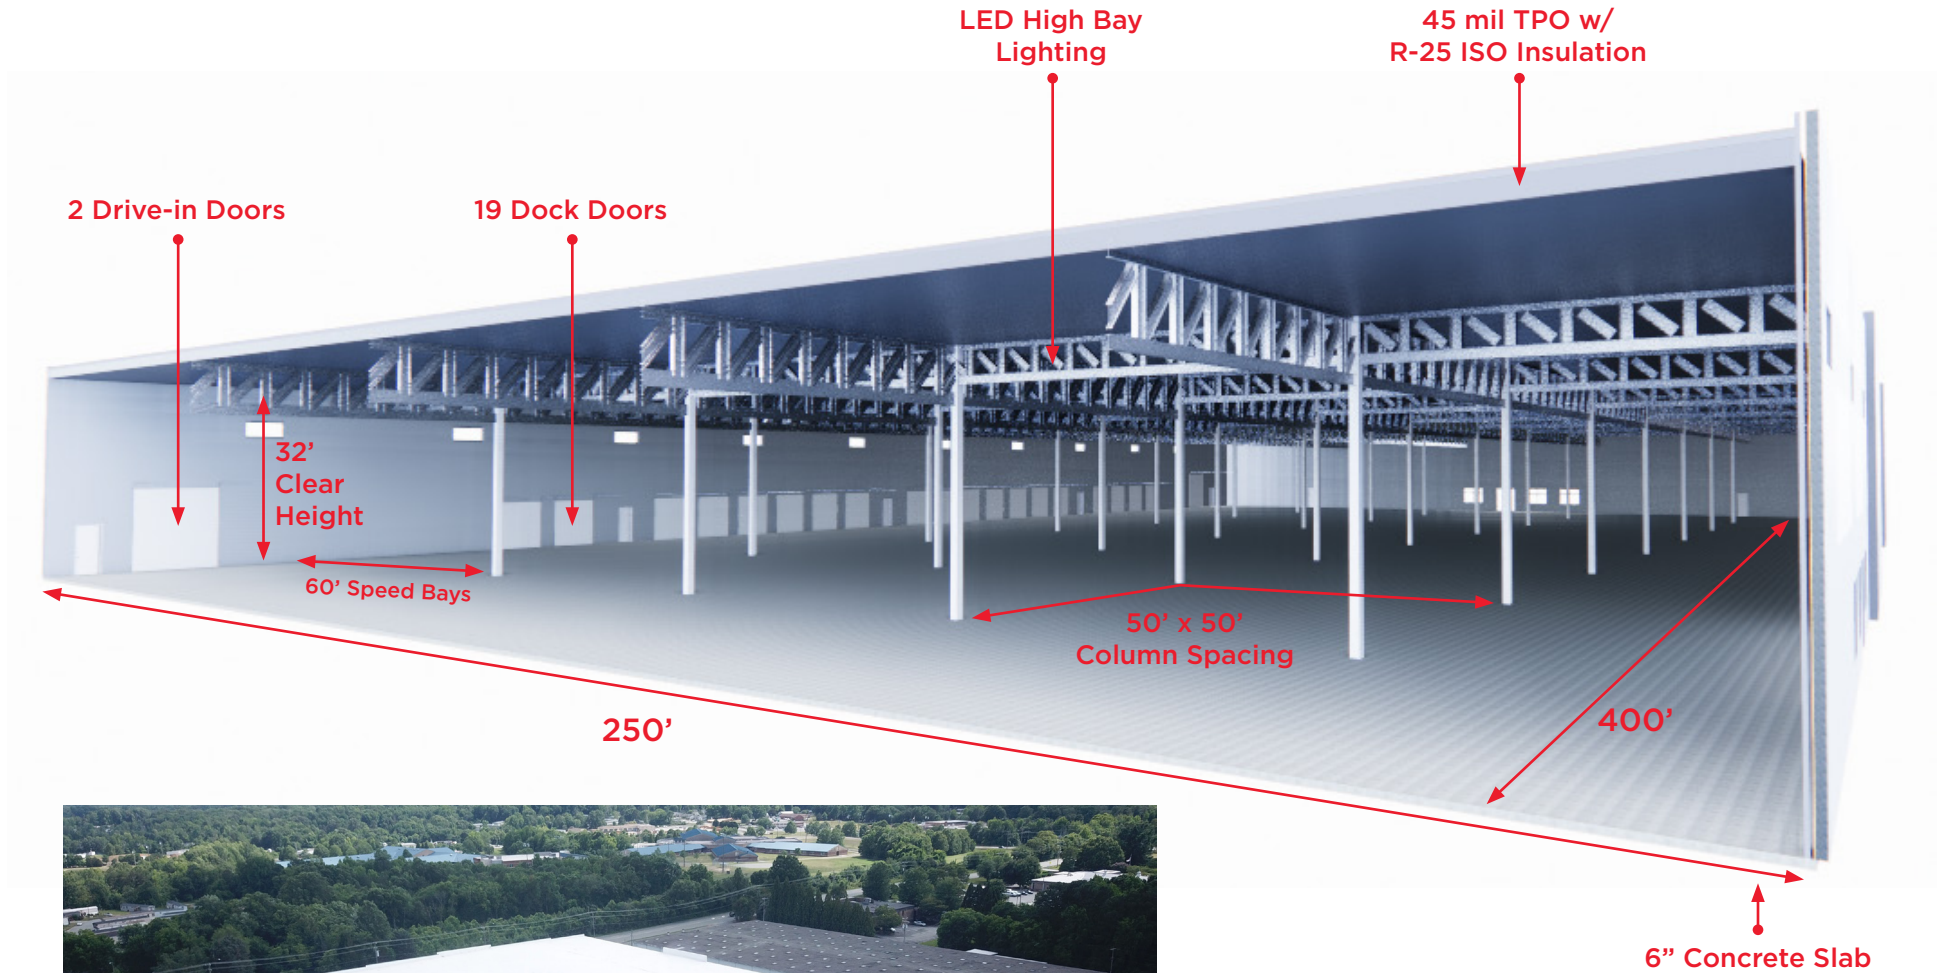 LED High Bay
Lighting
45 mil TPO w/
R-25 ISO Insulation
2 Drive-in Doors
19 Dock Doors
32’
Clear
Height
60’ Speed Bays
50’ x 50’
Column Spacing
250’
400’
6” Concrete Slab